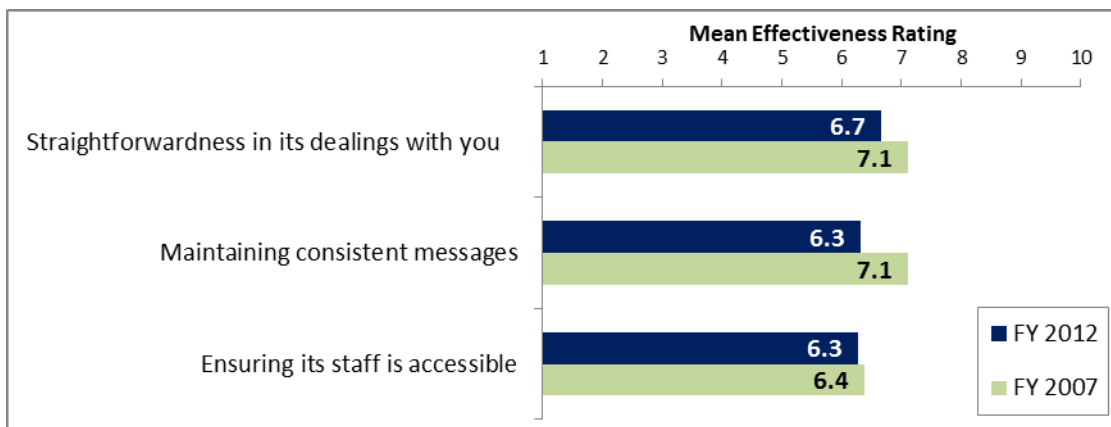 Mean Effectiveness Rating
1 2 3 4 5 6 7 8 9 10
Straightforwardness in its dealings with you
6.7
7.1
Maintaining consistent messages
6.3
7.1
Ensuring its staff is accessible
6.3
6.4
FY 2012
FY 2007